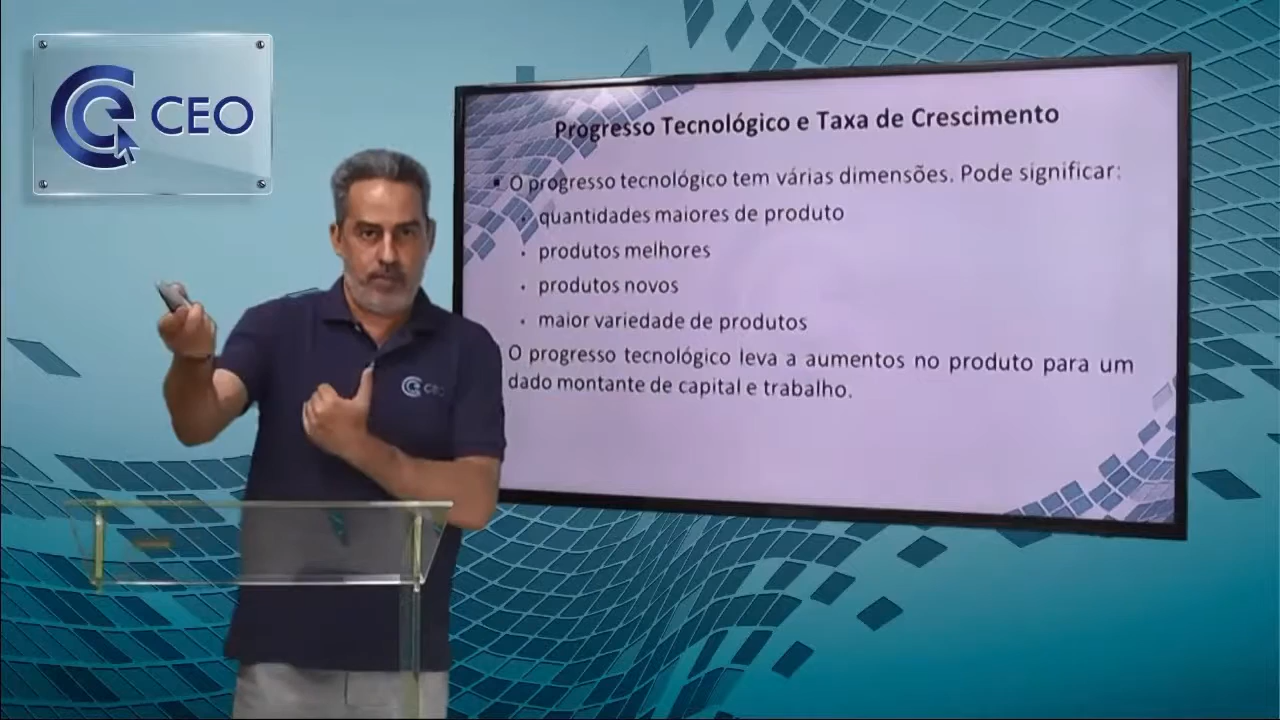 CEO
Progresso Tecnológico e Taxa de Crescimento
▪ O progresso tecnológico tem várias dimensões. Pode significar:
• quantidades maiores de produto
• produtos melhores
• produtos novos
• maior variedade de produtos
O progresso tecnológico leva a aumentos no produto para um
dado montante de capital e trabalho.
CEO